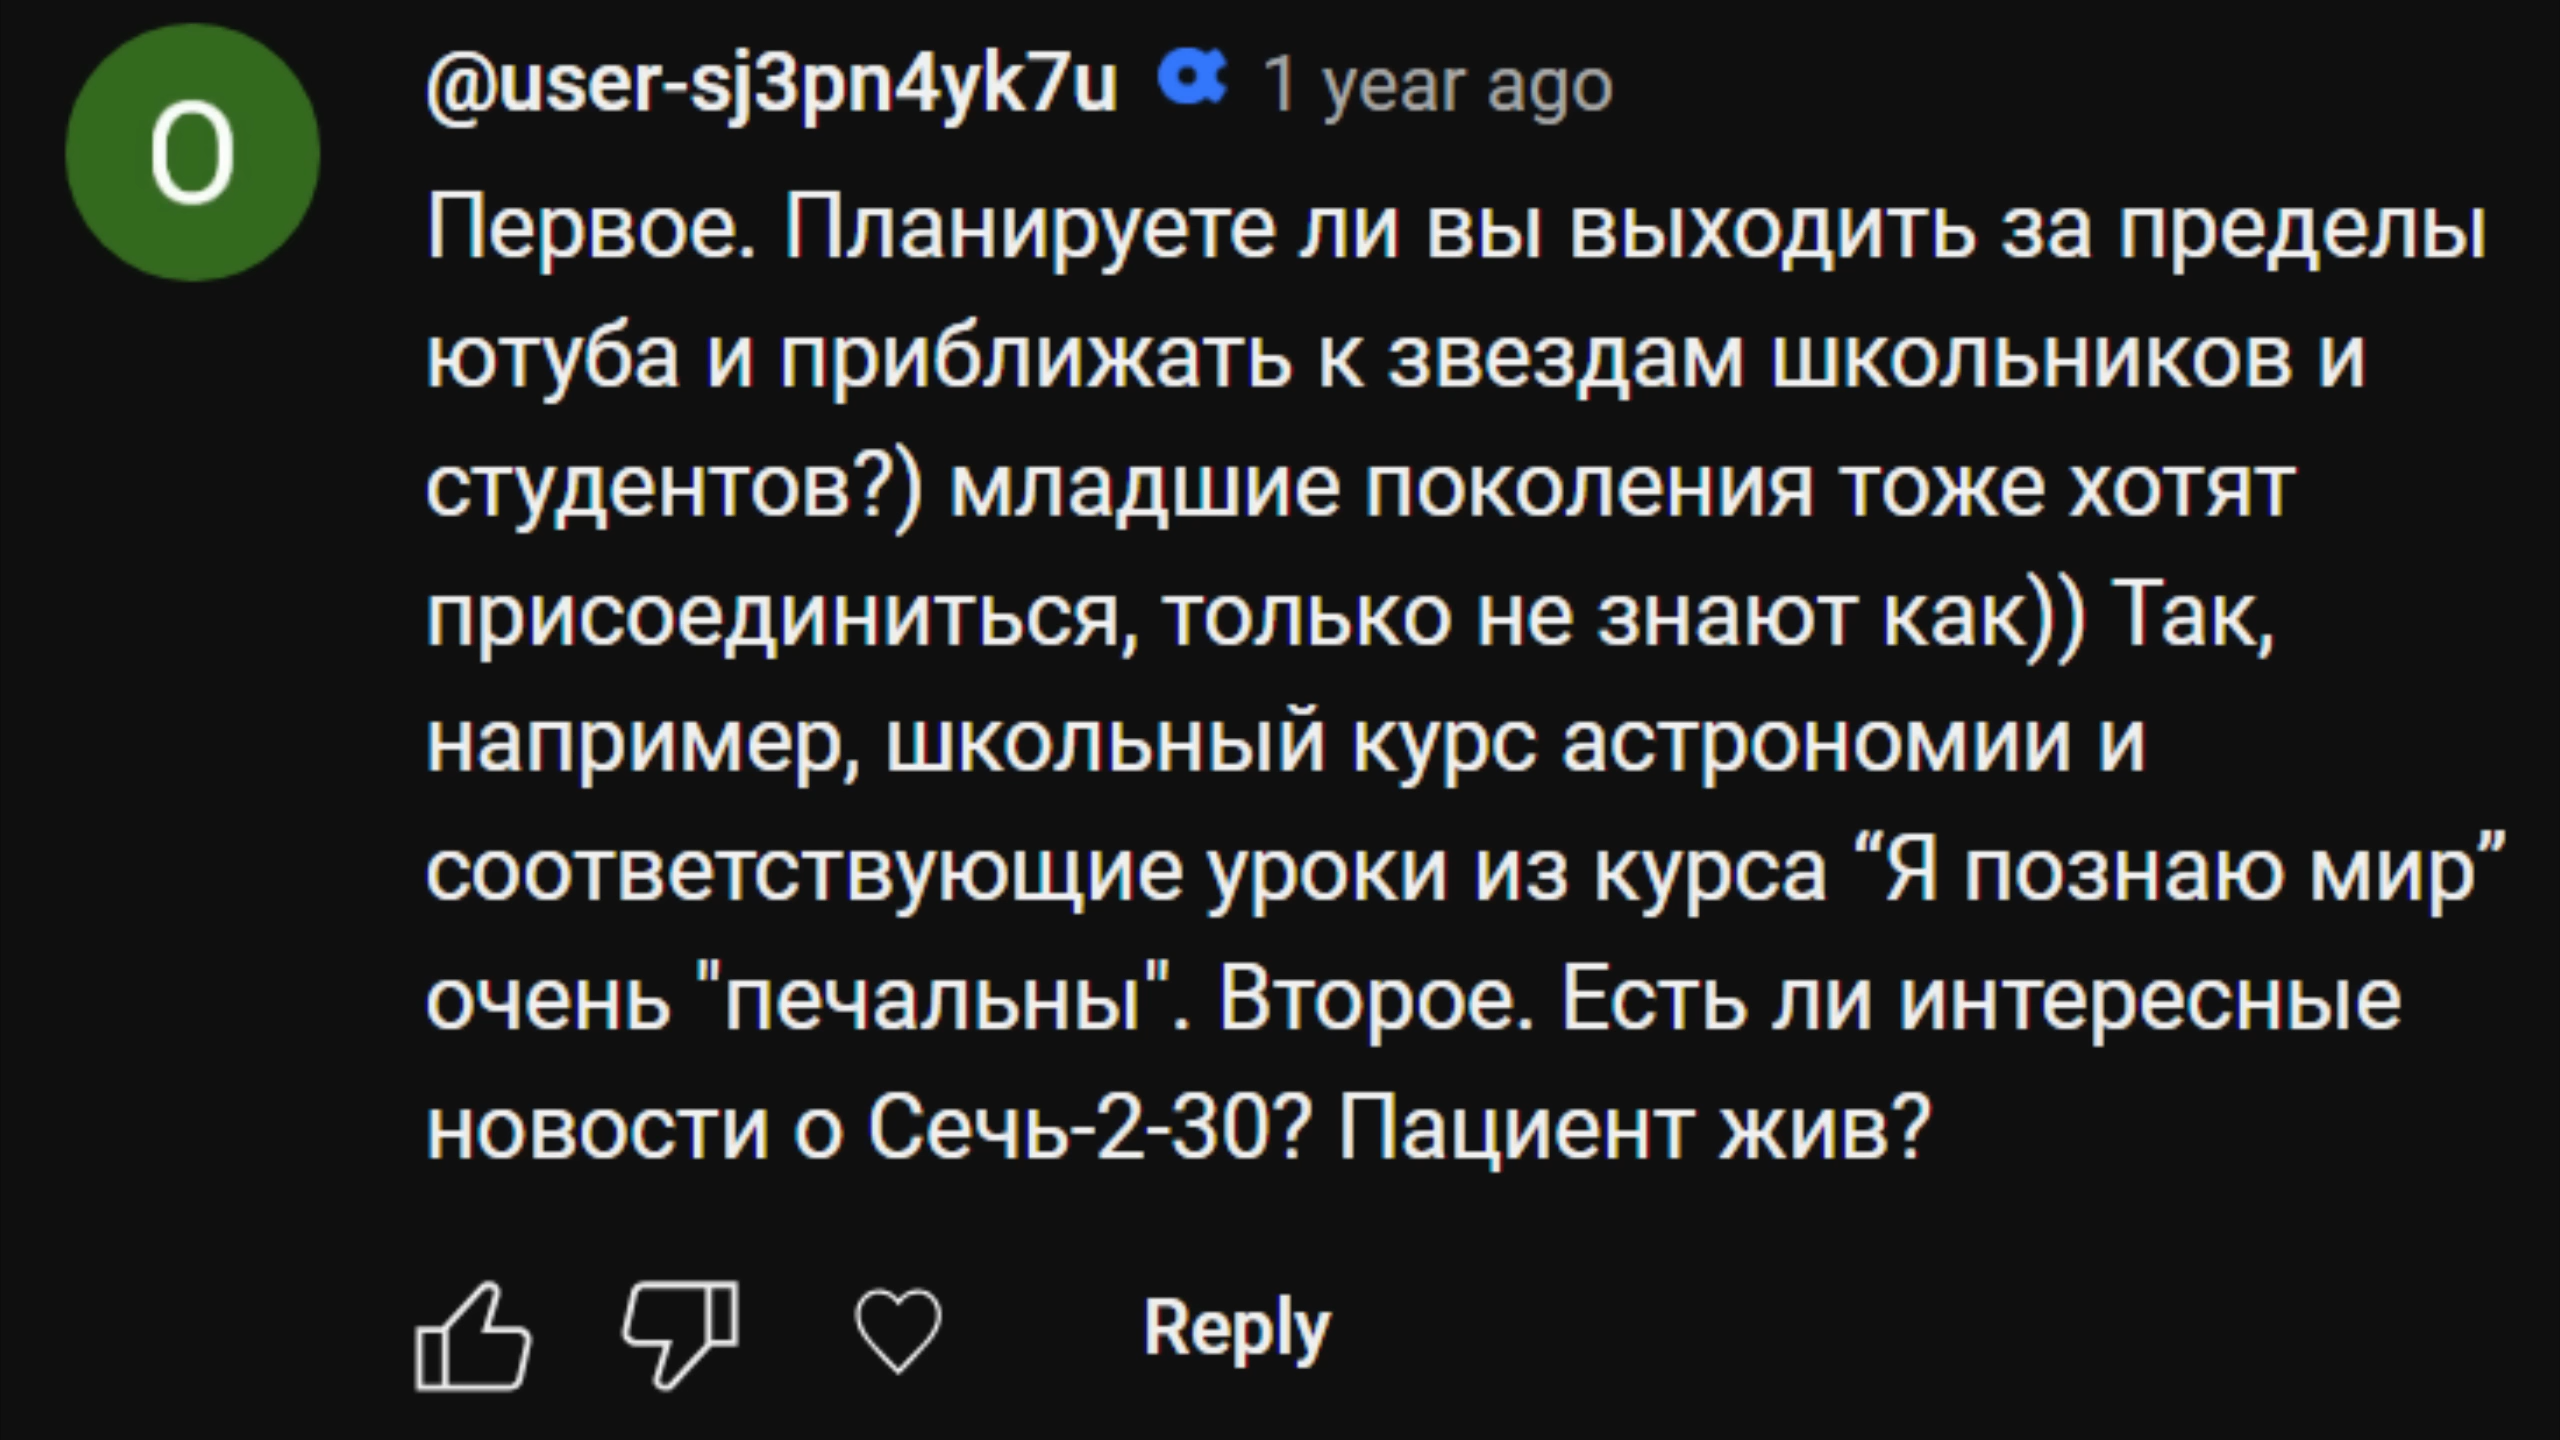 О
@user-sj3pn4yk7u 1 year ago
Первое. Планируете ли вы выходить за пределы
ютуба и приближать к звездам школьников и
студентов?) младшие поколения тоже хотят
присоединиться, только не знают как)) Так,
например, школьный курс астрономии и
соответствующие уроки из курса “Я познаю мир”
очень "печальны". Второе. Есть ли интересные
новости о Сечь-2-30? Пациент жив?
Reply